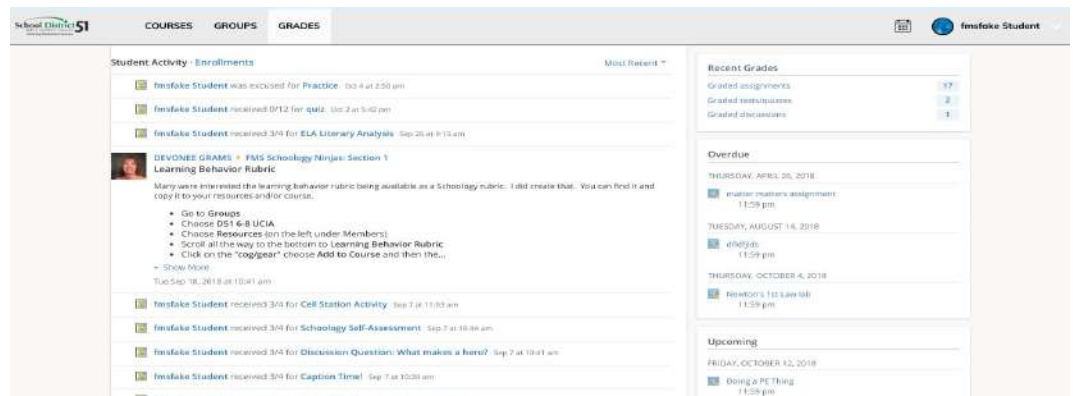 School District 51
COURSES GROUPS GRADES
fmsfake Student
Student Activity · Enrollments
Most Recent
fmsfake Student was excused for Practice Oct 4 at 2:50 pm
fmsfake Student received 0/12 for quiz Oct 2 at 5:42 pm
fmsfake Student received 3/4 for ELA Literary Analysis Sep 26 at 9:15 am
DEVONEE GRAMS FMS Schoology Ninjas: Section 1
Learning Behavior Rubric
Many were interested the learning behavior rubric being available as a Schoology rubric. I did create that. You can find it and
copy it to your resources and/or course.
• Go to Groups
• Choose D51 6-8 UCIA
• Choose Resources (on the left under Members)
• Scroll all the way to the bottom to Learning Behavior Rubric
• Click on the "cog/gear" choose Add to Course and then the...
Show More
Tue Sep 18, 2018 at 10:41 am
fmsfake Student received 3/4 for Cell Station Activity Sep 7 at 11:03 am
fmsfake Student received 3/4 for Schoology Self-Assessment Sep 7 at
fmsfake Student received 3/4 for Discussion Question: What makes a hero? Sep 7 at 10:41 am
fmsfake Student received 3/4 for Caption Time! Sep 7 at
Recent Grades
Graded assignments 17
Graded tests/quizzes 2
Graded discussions 1
Overdue
THURSDAY, APRIL 26, 2018
matter matters assignment
11:59 pm
TUESDAY, AUGUST 14, 2018
11:59 pm
THURSDAY, OCTOBER 4, 2018
Newton's 1st Law lab
11:59 pm
Upcoming
FRIDAY, OCTOBER 12, 2018
Doing a PE Thing
11:59 pm